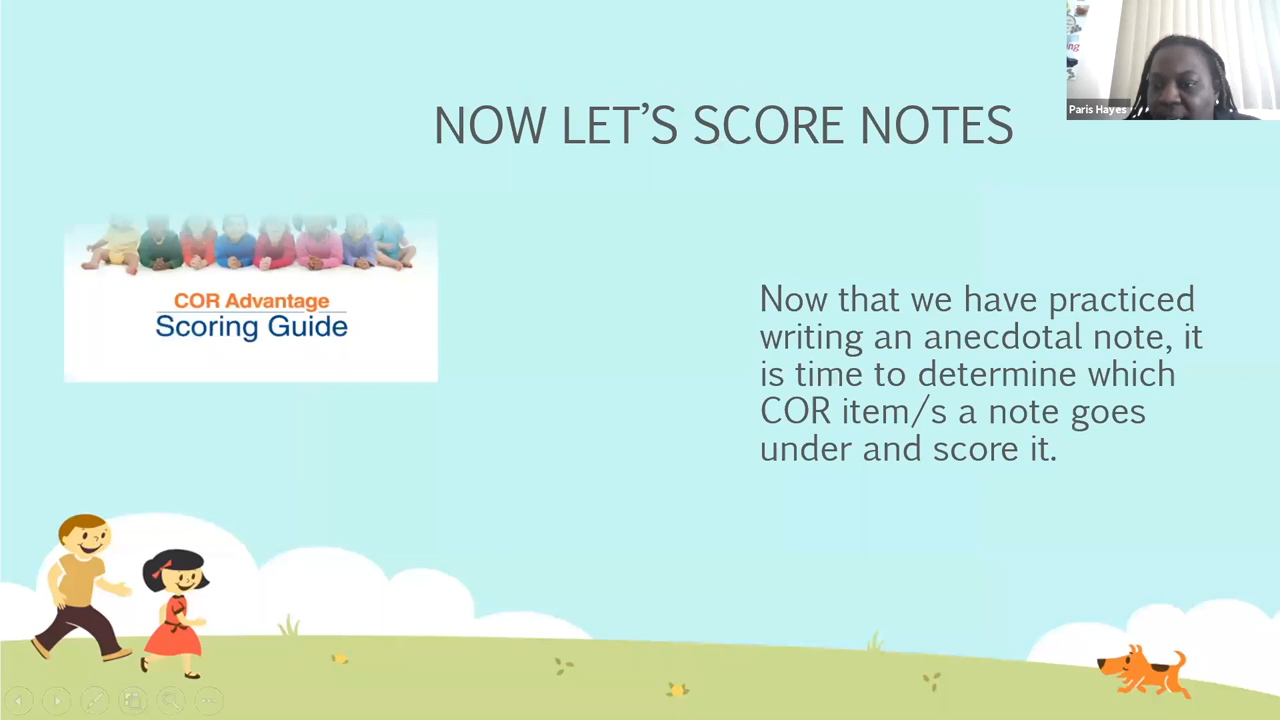 NOW LET'S SCORE NOTES
Paris Hayes
COR Advantage
Scoring Guide
Now that we have practiced
writing an anecdotal note, it
is time to determine which
COR item/s a note goes
under and score it.